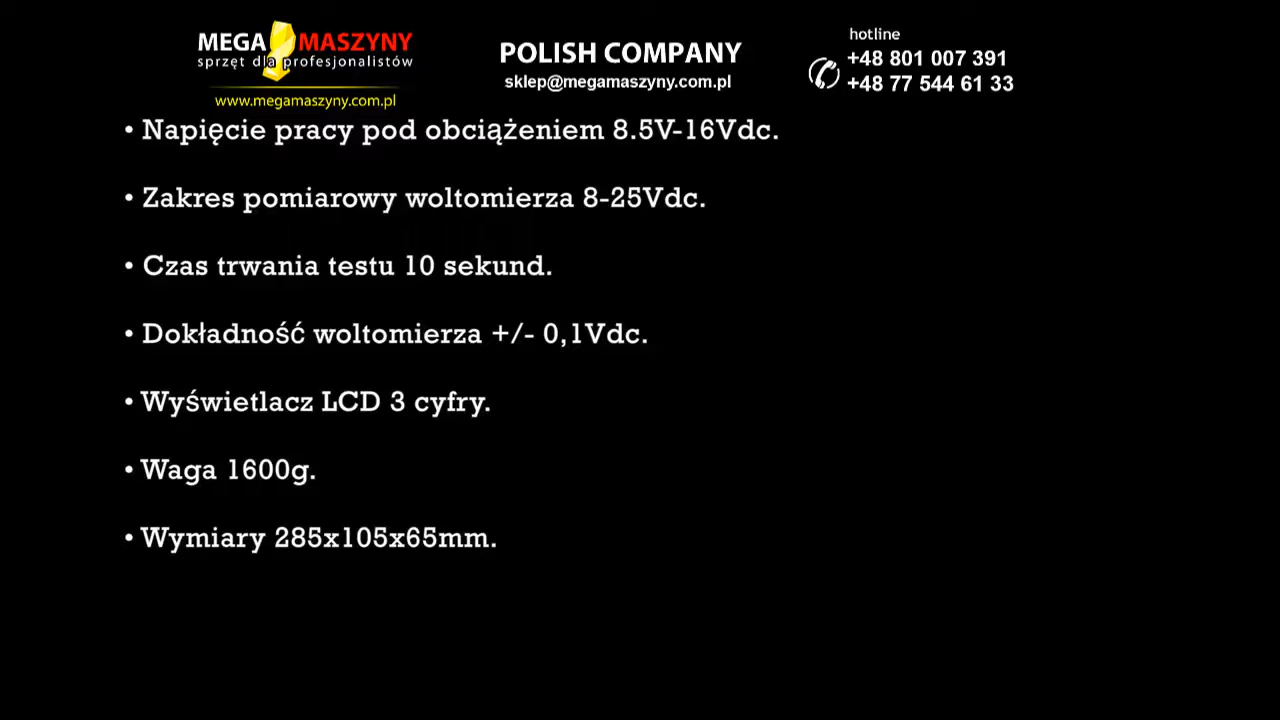 MEGA MASZYNY
sprzęt dla profesjonalistów
www.megamaszyny.com.pl
POLISH COMPANY
sklep@megamaszyny.com.pl
hotline
+48 801 007 391
+48 77 544 61 33
• Napięcie pracy pod obciążeniem 8.5V-16Vdc.
• Zakres pomiarowy woltomierza 8-25Vdc.
• Czas trwania testu 10 sekund.
• Dokładność woltomierza +/- 0,1Vdc.
• Wyświetlacz LCD 3 cyfry.
• Waga 1600g.
• Wymiary 285x105x65mm.